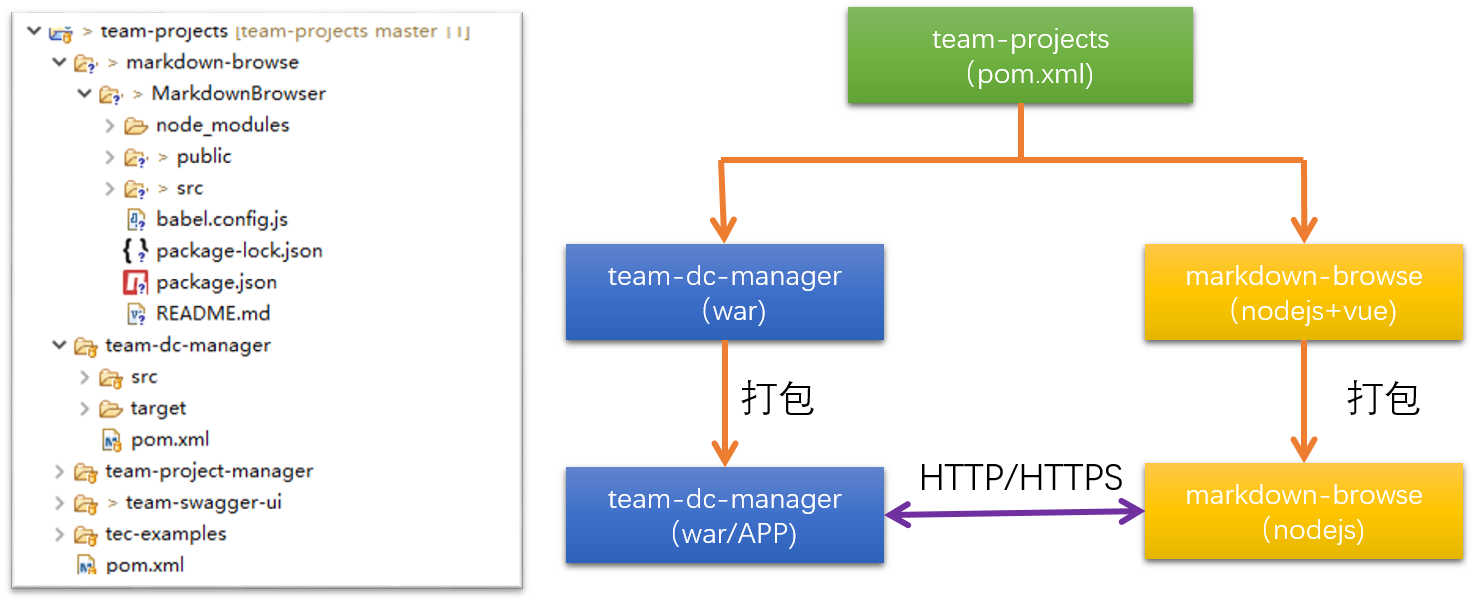 > team-projects [team-projects master ↑1]
> markdown-browse
> MarkdownBrowser
node_modules
> public
> src
babel.config.js
package-lock.json
package.json
README.md
team-dc-manager
src
target
pom.xml
team-project-manager
> team-swagger-ui
tec-examples
pom.xml
team-projects
(pom.xml)
team-dc-manager
(war)
markdown-browse
(nodejs+vue)
打包
打包
HTTP/HTTPS
team-dc-manager
(war/APP)
markdown-browse
(nodejs)